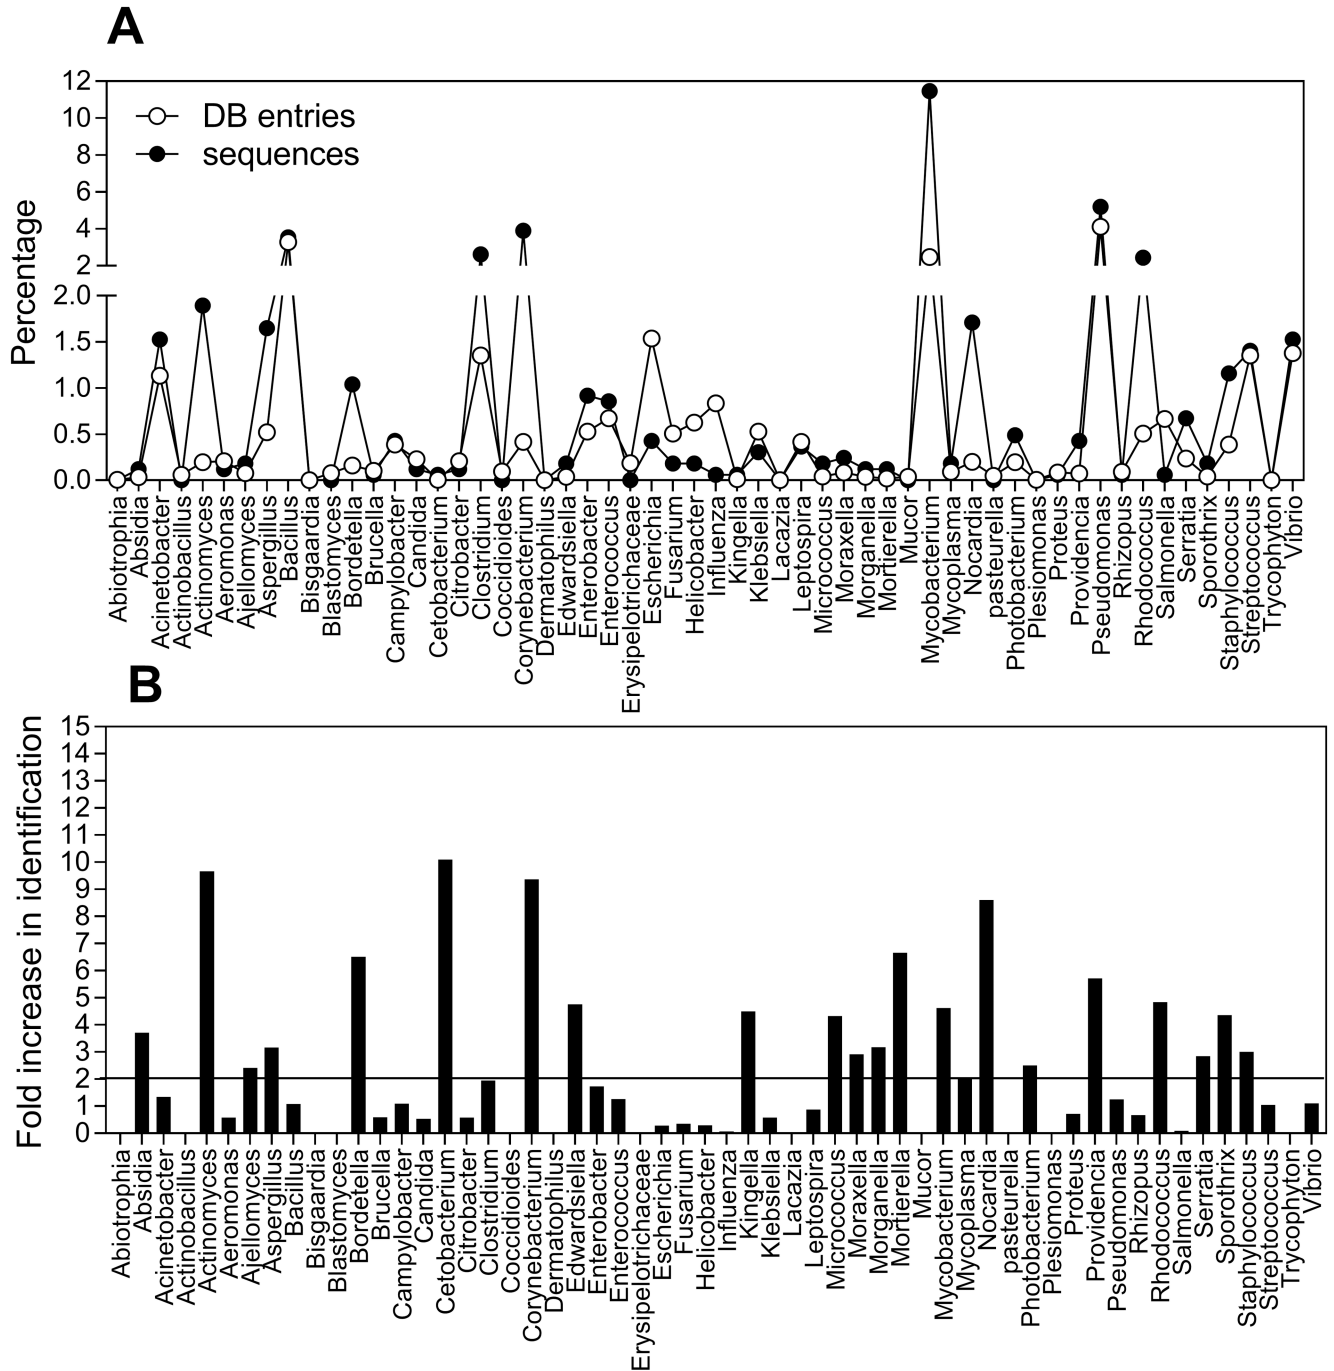 A
12
10
8
6
4
2
2.0
1.5
1.0
0.5
0.0
Percentage
DB entries
sequences
Abiotrophia
Absidia
Acinetobacter
Actinobacillus
Actinomyces
Aeromonas
Ajellomyces
Aspergillus
Bacillus
Bisgaardia
Blastomyces
Bordetella
Brucella
Campylobacter
Candida
Cetobacterium
Citrobacter
Clostridium
Coccidioides
Corynebacterium
Dermatophilus
Edwardsiella
Enterobacter
Enterococcus
Erysipelotrichaceae
Escherichia
Fusarium
Helicobacter
Influenza
Kingella
Klebsiella
Lacazia
Leptospira
Micrococcus
Moraxella
Morganella
Mortierella
Mucor
Mycobacterium
Mycoplasma
Nocardia
pasteurella
Photobacterium
Plesiomonas
Proteus
Providencia
Pseudomonas
Rhizopus
Rhodococcus
Salmonella
Serratia
Sporothrix
Staphylococcus
Streptococcus
Trycophyton
Vibrio
B
15
14
13
12
11
10
9
8
7
6
5
4
3
2
1
0
Fold increase in identification
Abiotrophia
Absidia
Acinetobacter
Actinobacillus
Actinomyces
Aeromonas
Ajellomyces
Aspergillus
Bacillus
Bisgaardia
Blastomyces
Bordetella
Brucella
Campylobacter
Candida
Cetobacterium
Citrobacter
Clostridium
Coccidioides
Corynebacterium
Dermatophilus
Edwardsiella
Enterobacter
Enterococcus
Erysipelotrichaceae
Escherichia
Fusarium
Helicobacter
Influenza
Kingella
Klebsiella
Lacazia
Leptospira
Micrococcus
Moraxella
Morganella
Mortierella
Mucor
Mycobacterium
Mycoplasma
Nocardia
pasteurella
Photobacterium
Plesiomonas
Proteus
Providencia
Pseudomonas
Rhizopus
Rhodococcus
Salmonella
Serratia
Sporothrix
Staphylococcus
Streptococcus
Trycophyton
Vibrio